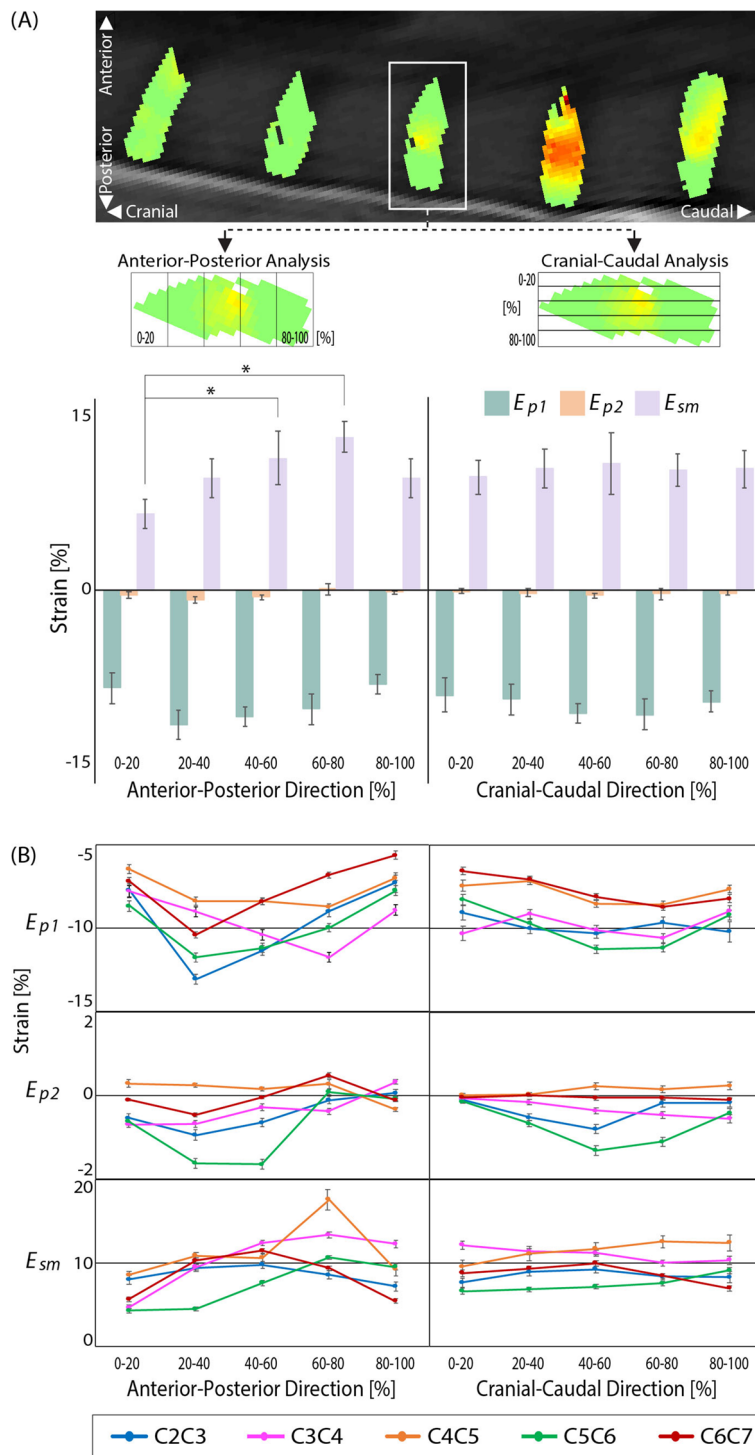 (A)
Anterior
Posterior
Cranial
Caudal
Anterior-Posterior Analysis
Cranial-Caudal Analysis
0-20
80-100
[%]
0-20
[%]
80-100
*
*
E p1
E p2
E sm
15
0
-15
Strain [%]
0-20 20-40 40-60 60-80 80-100
0-20 20-40 40-60 60-80 80-100
Anterior-Posterior Direction [%]
Cranial-Caudal Direction [%]
(B)
-5
E p1
-10
-15
Strain [%]
2
E p2
0
-2
20
E sm
10
0
0-20 20-40 40-60 60-80 80-100
0-20 20-40 40-60 60-80 80-100
Anterior-Posterior Direction [%]
Cranial-Caudal Direction [%]
C2C3 C3C4 C4C5 C5C6 C6C7